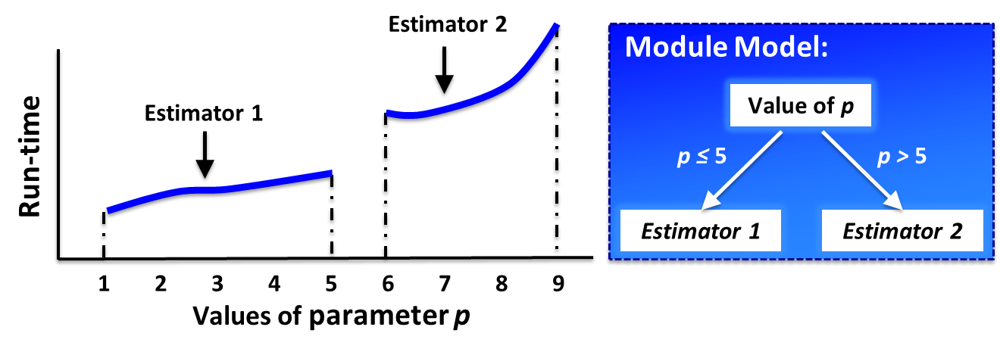 Estimator 2
Estimator 1
Run-time
1 2 3 4 5 6 7 8 9
Values of parameter p
Module Model:
Value of p
p ≤ 5
p > 5
Estimator 1
Estimator 2